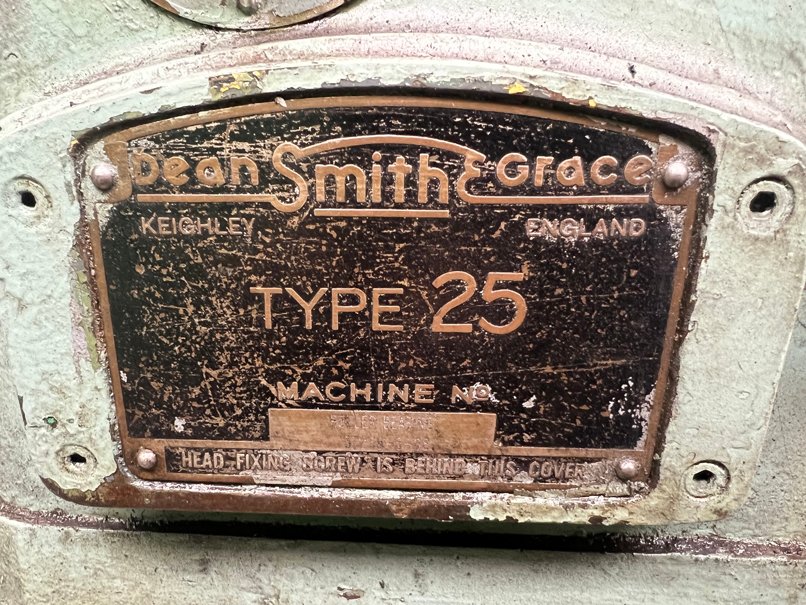 Dean Smith & Grace
KEIGHLEY ENGLAND
TYPE 25
MACHINE No
HEAD FIXING SCREW IS BEHIND THIS COVER